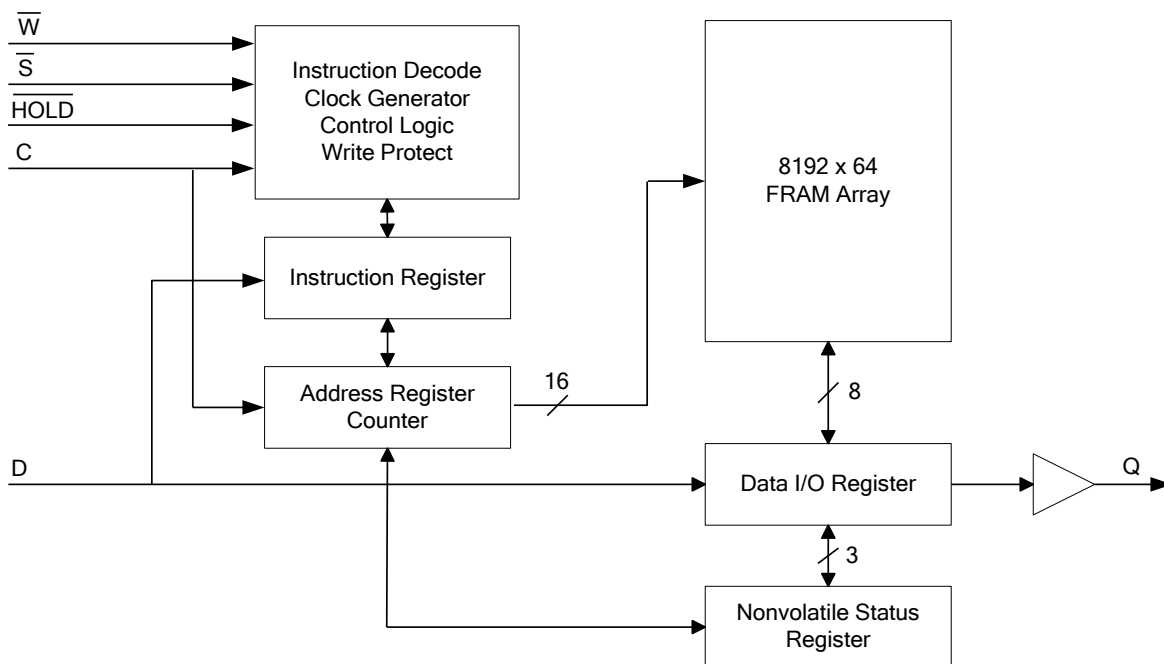 W̅
S̅
H̅O̅L̅D̅
C
Instruction Decode
Clock Generator
Control Logic
Write Protect
8192 x 64
FRAM Array
Instruction Register
Address Register
Counter
16
8
D
Data I/O Register
Q
3
Nonvolatile Status
Register